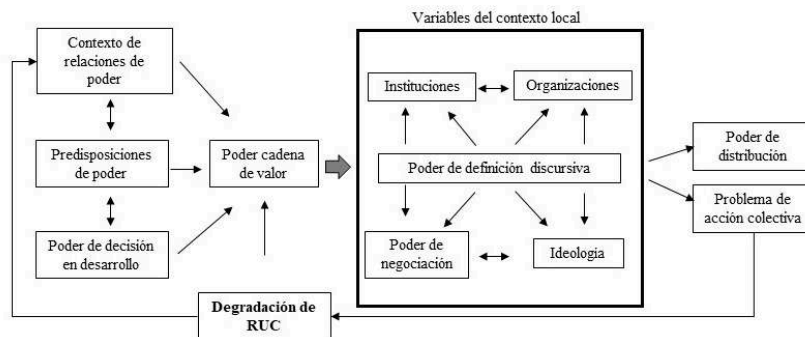 Variables del contexto local
Contexto de
relaciones de
poder
Predisposiciones
de poder
Poder de decisión
en desarrollo
Poder cadena
de valor
Instituciones
Organizaciones
Poder de definición discursiva
Poder de
negociación
Ideologia
Poder de
distribución
Problema de
acción colectiva
Degradación de
RUC